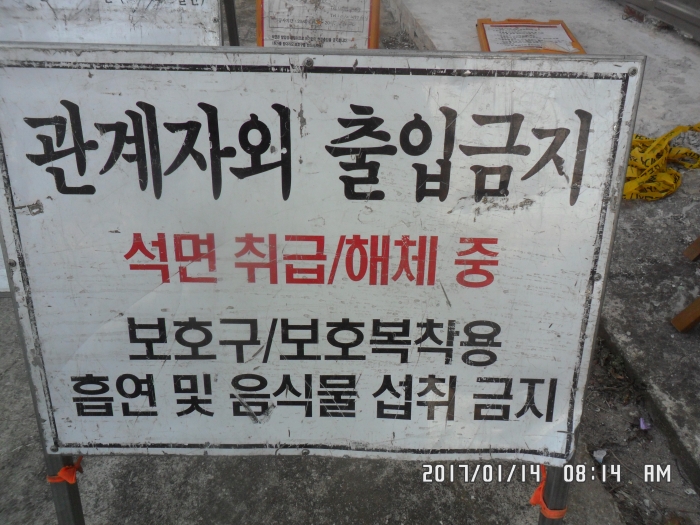 관계자외 출입금지
석면 취급/해체 중
보호구/보호복착용
흡연 및 음식물 섭취 금지
2017/01/14 08:14 AM